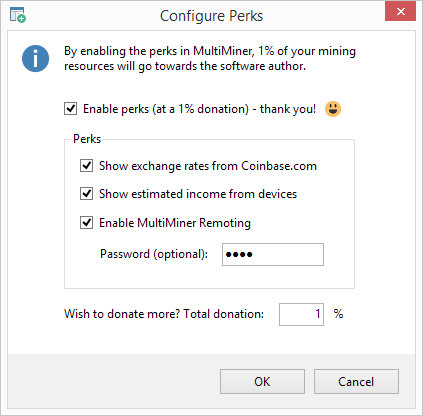 Configure Perks
By enabling the perks in MultiMiner, 1% of your mining
resources will go towards the software author.
Enable perks (at a 1% donation) - thank you!
Perks
Show exchange rates from Coinbase.com
Show estimated income from devices
Enable MultiMiner Remoting
Password (optional): ●●●●
Wish to donate more? Total donation: 1 %
OK Cancel